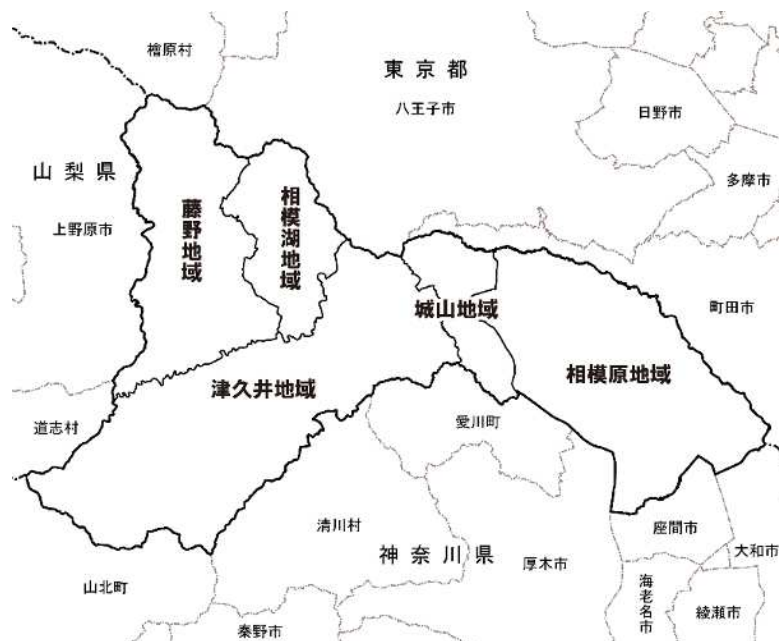 檜原村
東京都
八王子市
日野市
山梨県
多摩市
上野原市
藤野地域
相模湖地域
城山地域
町田市
津久井地域
相模原地域
道志村
愛川町
清川村
神奈川県
厚木市
座間市
大和市
山北町
海老名市
綾瀬市
秦野市